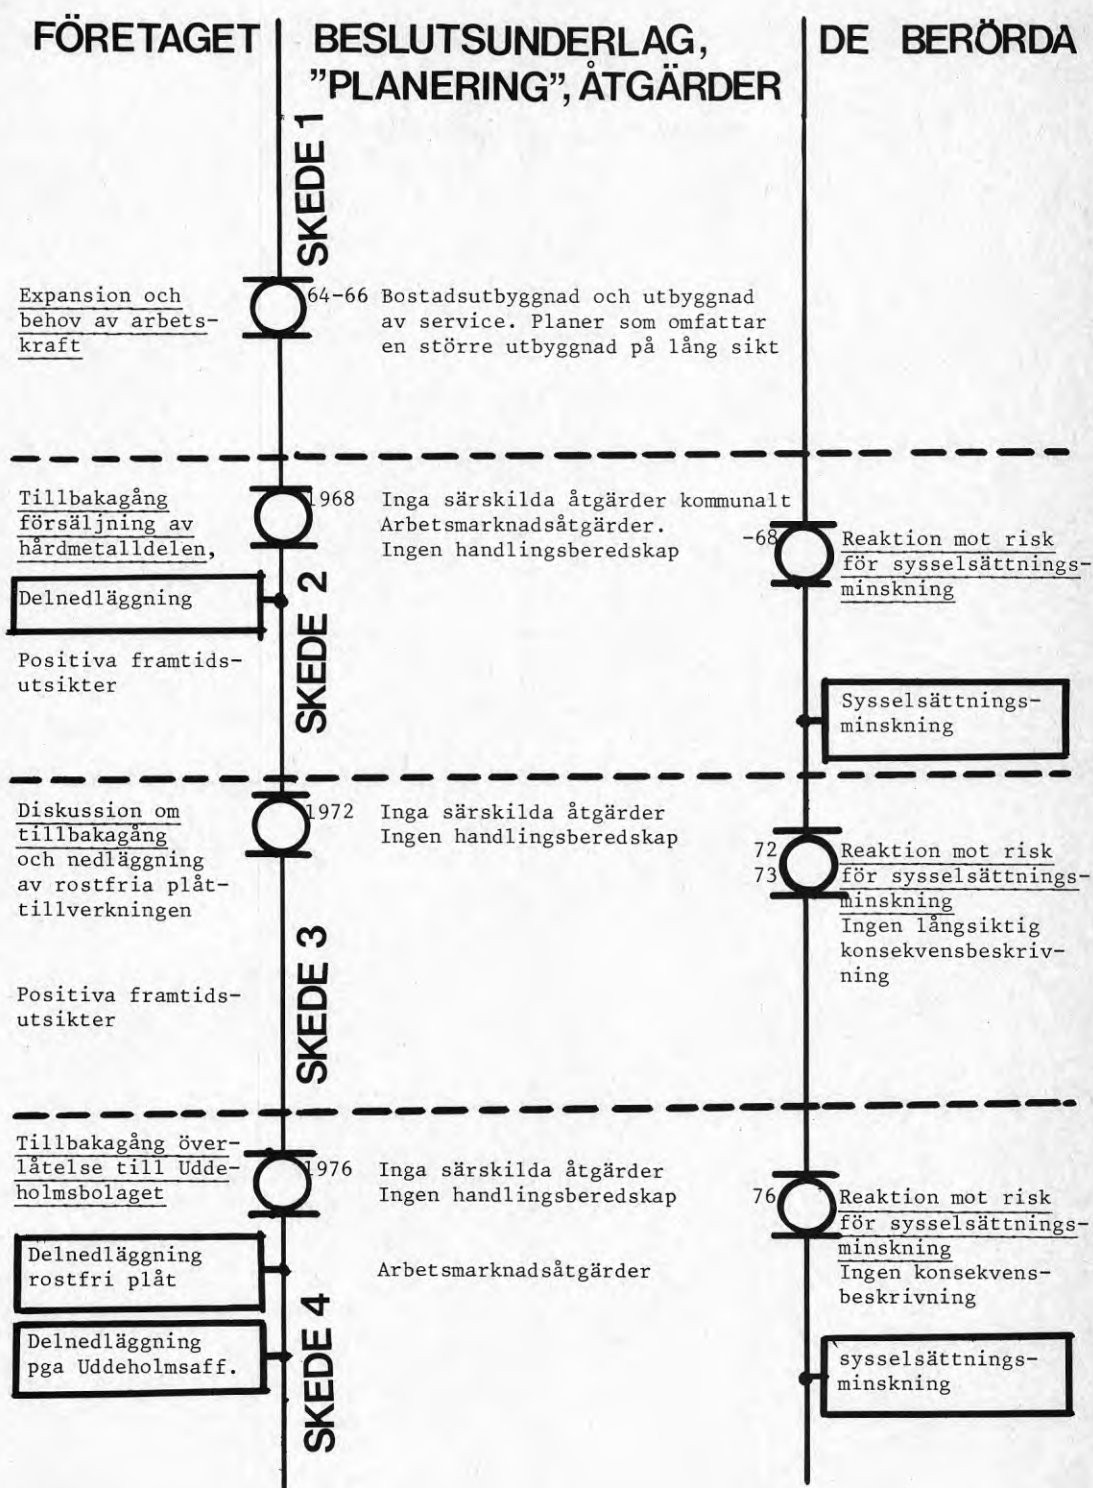 FÖRETAGET
BESLUTSUNDERLAG,
”PLANERING”, ÅTGÄRDER
DE BERÖRDA
SKEDE 1
Expansion och
behov av arbets-
kraft
64-66 Bostadsutbyggnad och utbyggnad
av service. Planer som omfattar
en större utbyggnad på lång sikt
SKEDE 2
Tillbakagång
försäljning av
hårdmetalldelen,
Delnedläggning
Positiva framtids-
utsikter
1968 Inga särskilda åtgärder kommunalt
Arbetsmarknadsåtgärder.
Ingen handlingsberedskap
-68
Reaktion mot risk
för sysselsättnings-
minskning
Sysselsättnings-
minskning
SKEDE 3
Diskussion om
tillbakagång
och nedläggning
av rostfria plåt-
tillverkningen
Positiva framtids-
utsikter
1972 Inga särskilda åtgärder
Ingen handlingsberedskap
72
73
Reaktion mot risk
för sysselsättnings-
minskning
Ingen långsiktig
konsekvensbeskriv-
ning
SKEDE 4
Tillbakagång över-
låtelse till Udde-
holmsbolaget
Delnedläggning
rostfri plåt
Delnedläggning
pga Uddeholmsaff.
1976 Inga särskilda åtgärder
Ingen handlingsberedskap
Arbetsmarknadsåtgärder
76
Reaktion mot risk
för sysselsättnings-
minskning
Ingen konsekvens-
beskrivning
sysselsättnings-
minskning